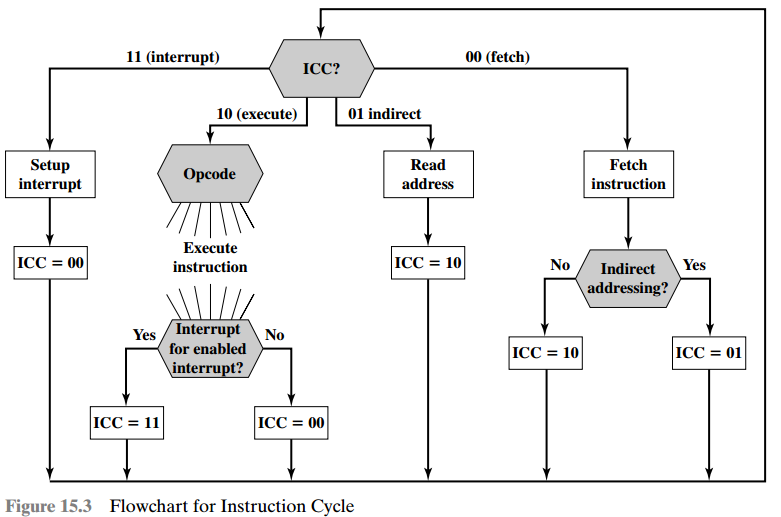 11 (interrupt)
ICC?
00 (fetch)
10 (execute)
01 indirect
Setup
interrupt
Opcode
Read
address
Fetch
instruction
Execute
instruction
ICC = 00
ICC = 10
No
Indirect
addressing?
Yes
Yes
Interrupt
for enabled
interrupt?
No
ICC = 10
ICC = 01
ICC = 11
ICC = 00
Figure 15.3 Flowchart for Instruction Cycle